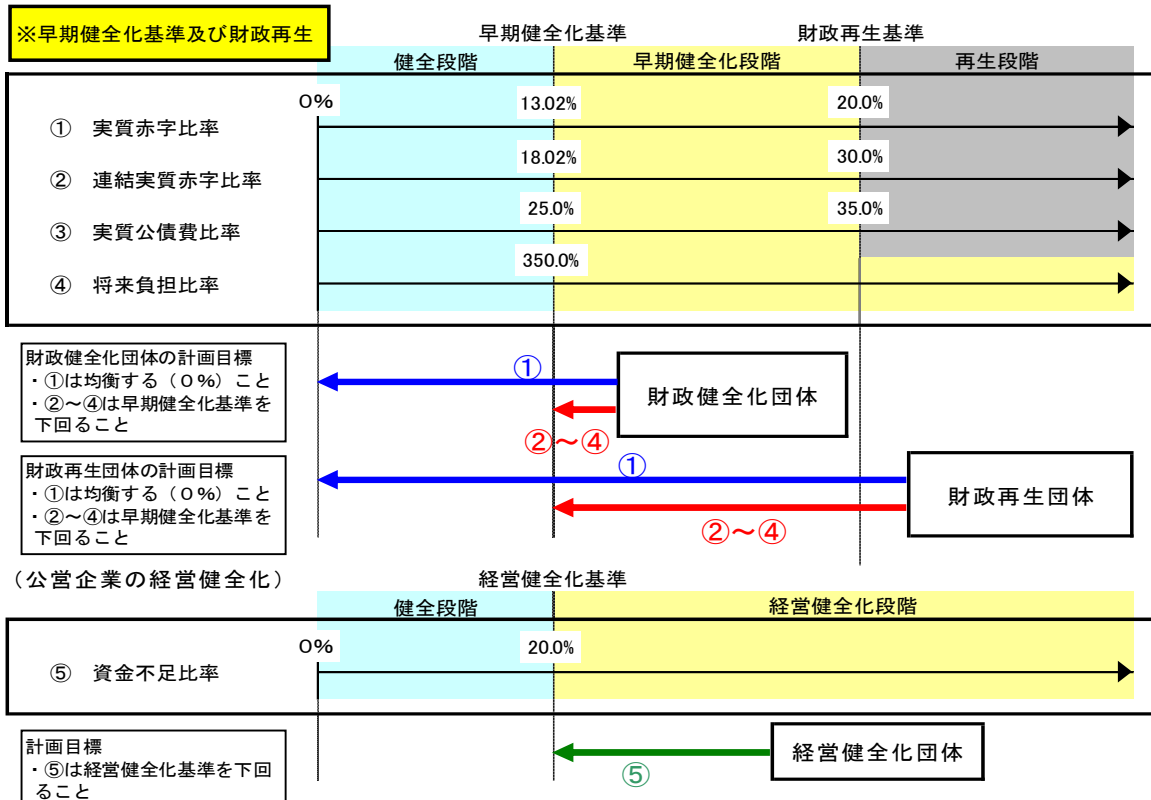 ※早期健全化基準及び財政再生
早期健全化基準
財政再生基準
健全段階
早期健全化段階
再生段階
0%
13.02%
20.0%
① 実質赤字比率
18.02%
30.0%
② 連結実質赤字比率
25.0%
35.0%
③ 実質公債費比率
350.0%
④ 将来負担比率
財政健全化団体の計画目標
・①は均衡する（０％）こと
・②～④は早期健全化基準を
下回ること
①
財政健全化団体
②～④
財政再生団体の計画目標
・①は均衡する（０％）こと
・②～④は早期健全化基準を
下回ること
①
財政再生団体
②～④
（公営企業の経営健全化）
経営健全化基準
健全段階
経営健全化段階
0%
20.0%
⑤ 資金不足比率
計画目標
・⑤は経営健全化基準を下回
ること
経営健全化団体
⑤